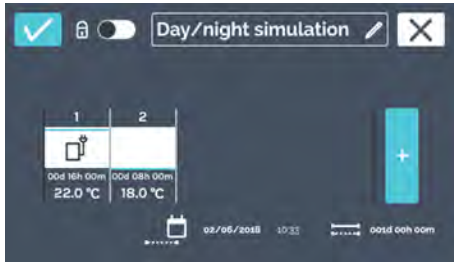 Day/night simulation
1 2
00d 16h 00m 00d 08h 00m
22.0 °C 18.0 °C
02/06/2018 10:33 001d 00h 00m